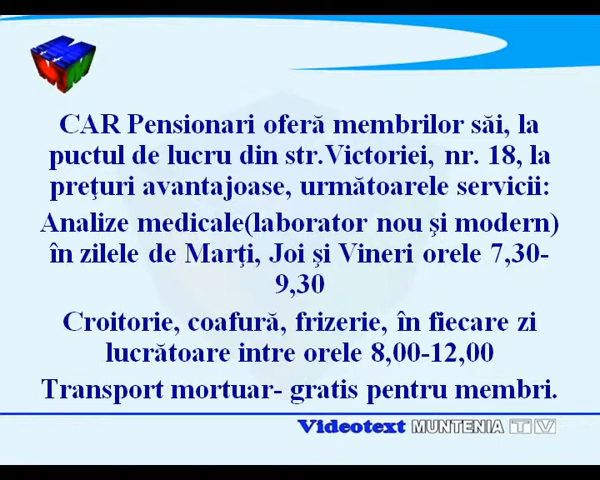 CAR Pensionari oferă membrilor săi, la
puctul de lucru din str.Victoriei, nr. 18, la
preţuri avantajoase, următoarele servicii:
Analize medicale(laborator nou şi modern)
în zilele de Marţi, Joi şi Vineri orele 7,30-
9,30
Croitorie, coafură, frizerie, în fiecare zi
lucrătoare intre orele 8,00-12,00
Transport mortuar- gratis pentru membri.
Videotext MUNTENIA TV